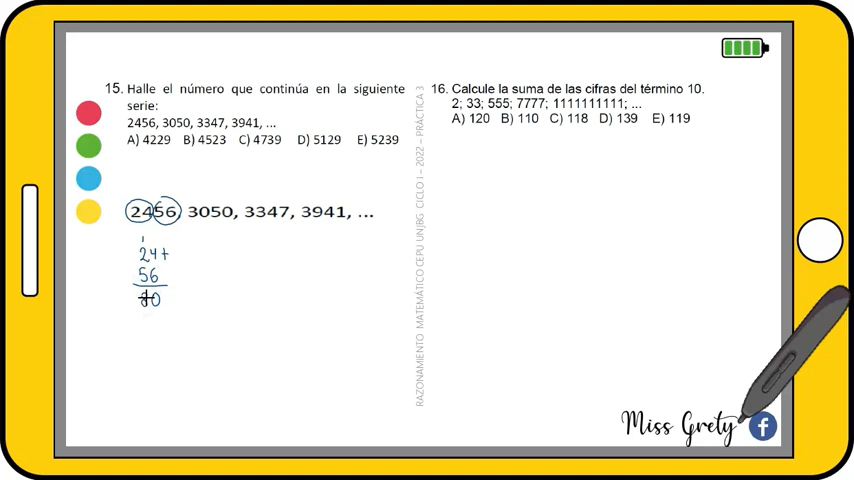 15. Halle el número que continúa en la siguiente
serie:
2456, 3050, 3347, 3941, ...
A) 4229 B) 4523 C) 4739 D) 5129 E) 5239
2456, 3050, 3347, 3941, ...
1
24+
56
80
RAZONAMIENTO MATEMÁTICO CEPU UNJBG CICLO I – 2022 – PRÁCTICA 3
16. Calcule la suma de las cifras del término 10.
2; 33; 555; 7777; 1111111111; ...
A) 120 B) 110 C) 118 D) 139 E) 119
Miss Grety f